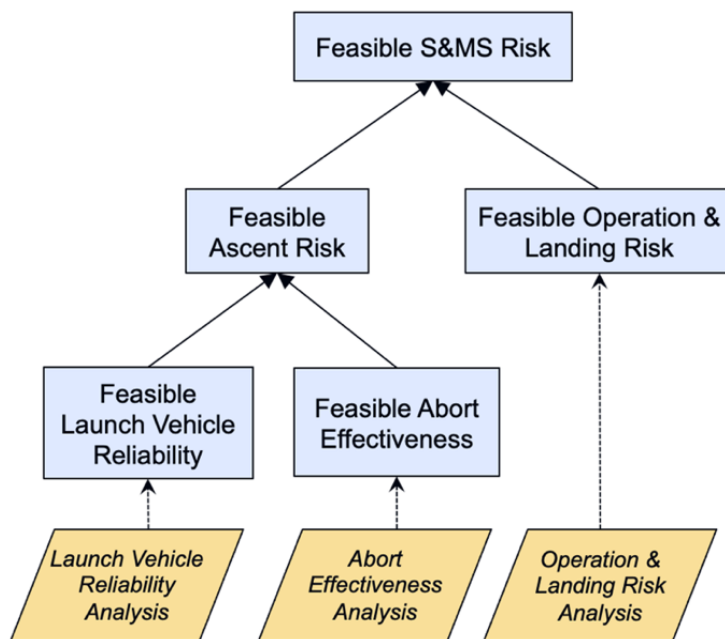 Feasible S&MS Risk
Feasible
Ascent Risk
Feasible Operation &
Landing Risk
Feasible
Launch Vehicle
Reliability
Feasible Abort
Effectiveness
Launch Vehicle
Reliability
Analysis
Abort
Effectiveness
Analysis
Operation &
Landing Risk
Analysis